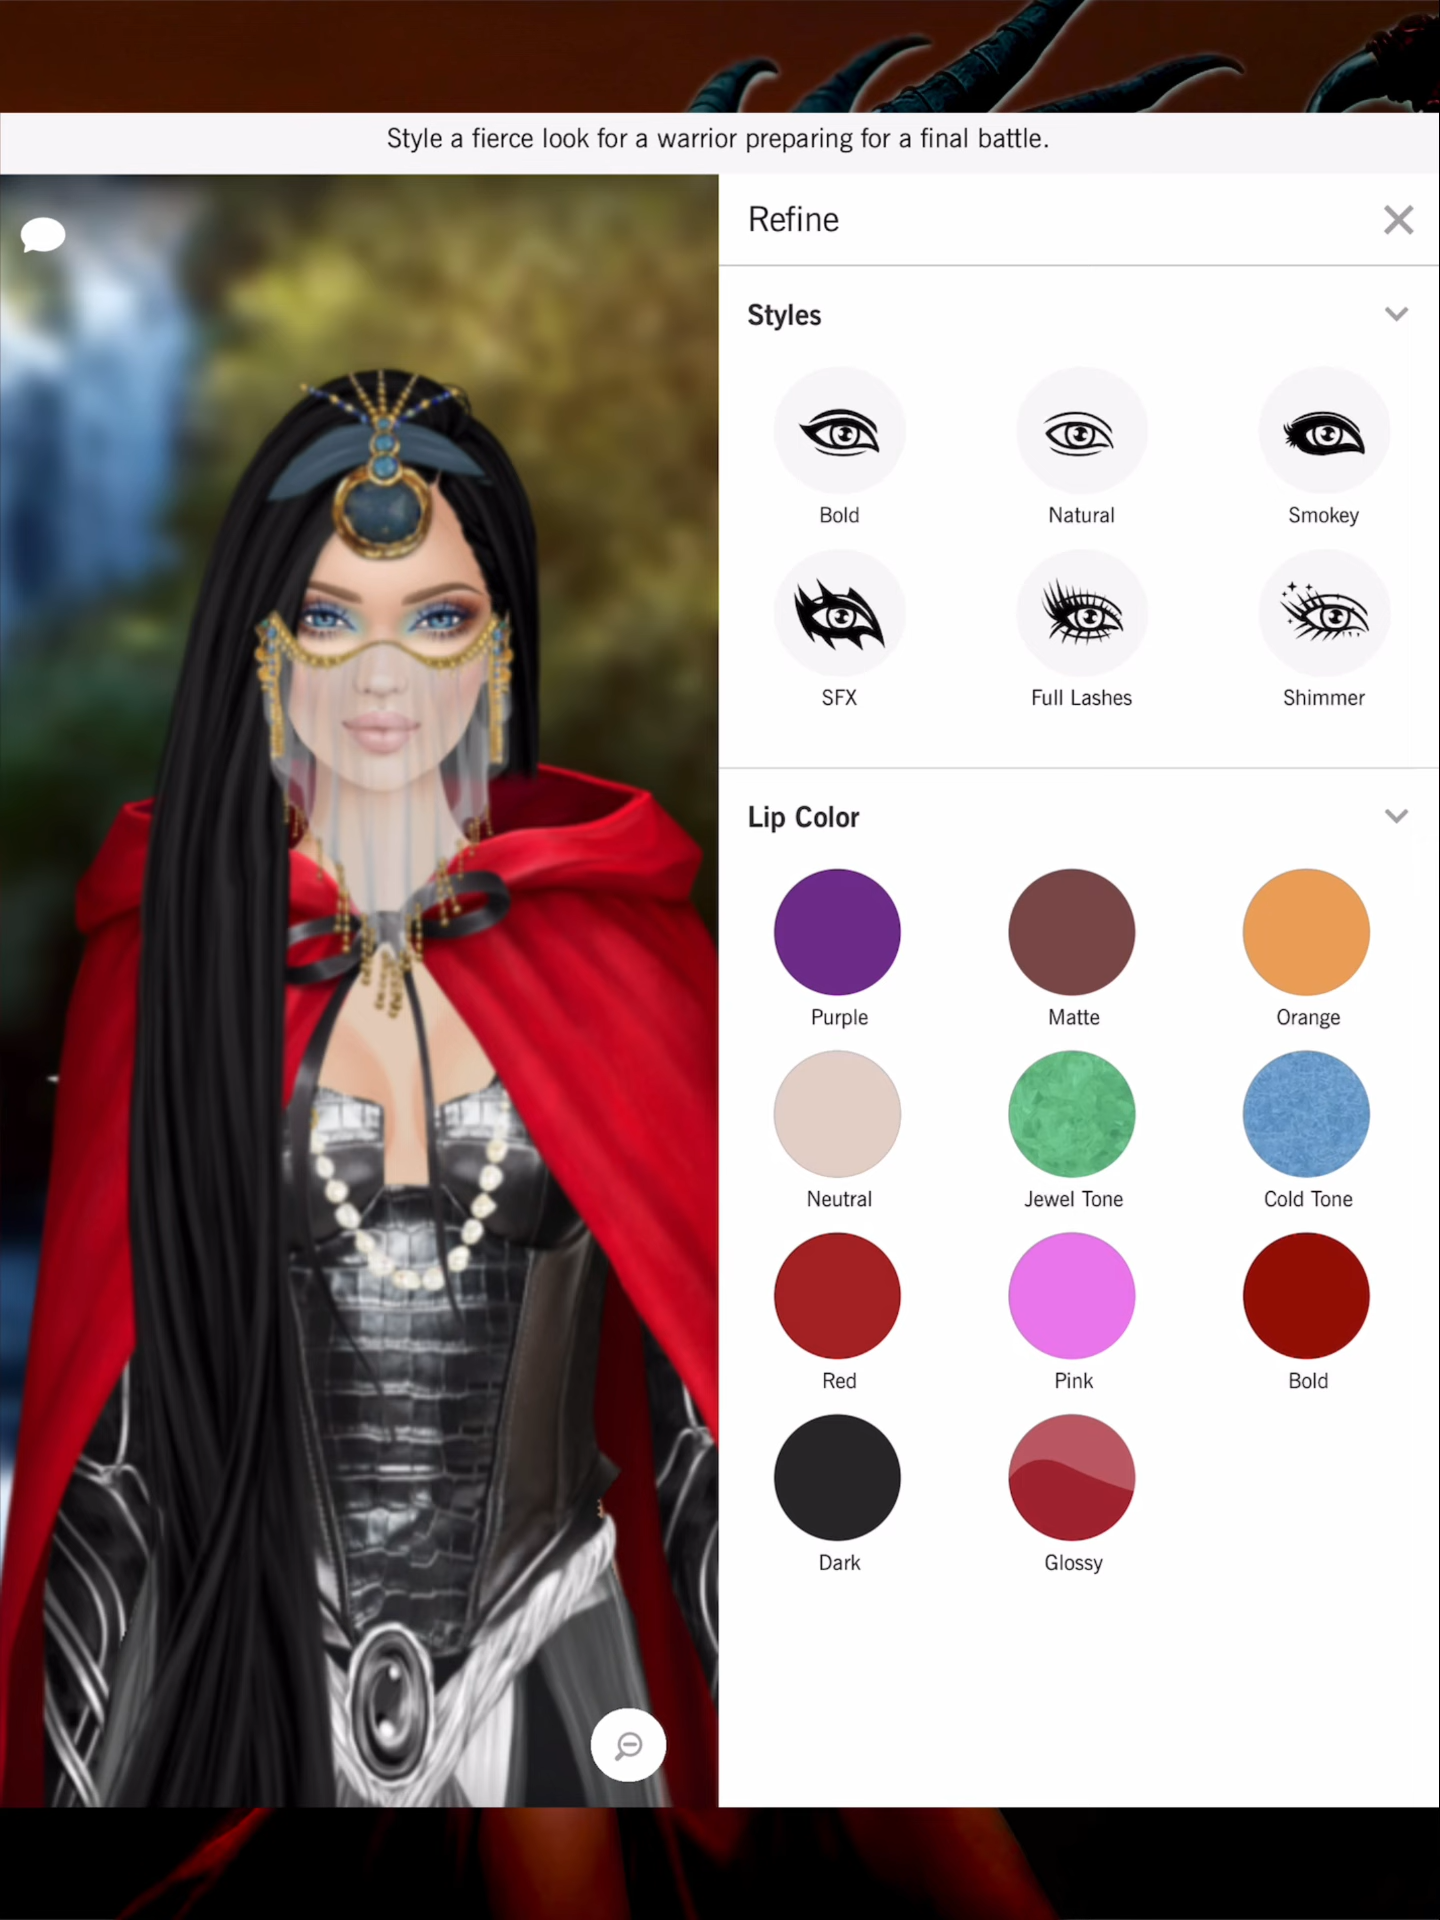 Style a fierce look for a warrior preparing for a final battle.
Refine
Styles
Bold
Natural
Smokey
SFX
Full Lashes
Shimmer
Lip Color
Purple
Matte
Orange
Neutral
Jewel Tone
Cold Tone
Red
Pink
Bold
Dark
Glossy